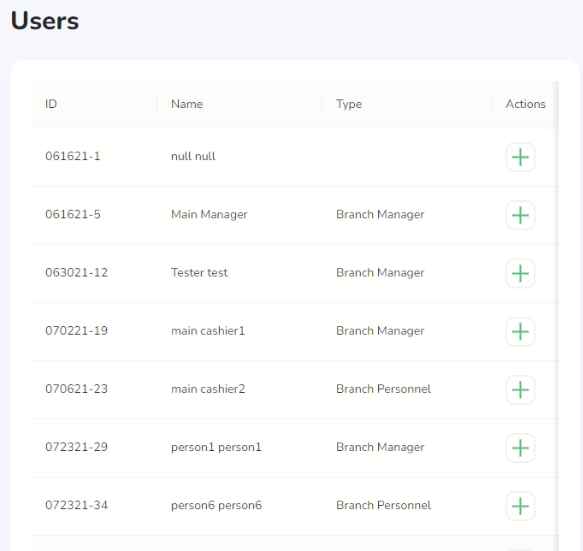 Users
ID Name Type Actions
061621-1 null null
061621-5 Main Manager Branch Manager
063021-12 Tester test Branch Manager
070221-19 main cashier1 Branch Manager
070621-23 main cashier2 Branch Personnel
072321-29 person1 person1 Branch Manager
072321-34 person6 person6 Branch Personnel